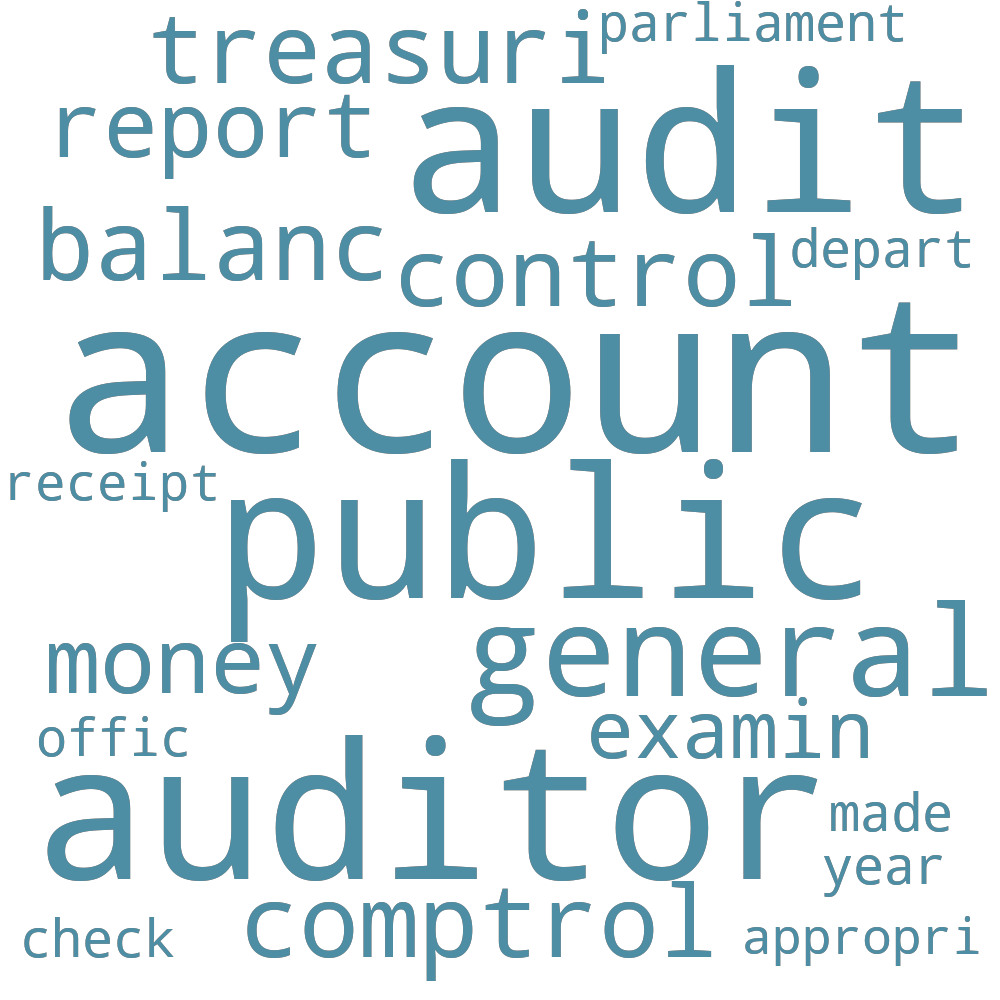 parliament
treasuri
report
audit
balanc
control
depart
account
receipt
public
money
general
offic
examin
auditor
made
year
check
comptrol
appropri